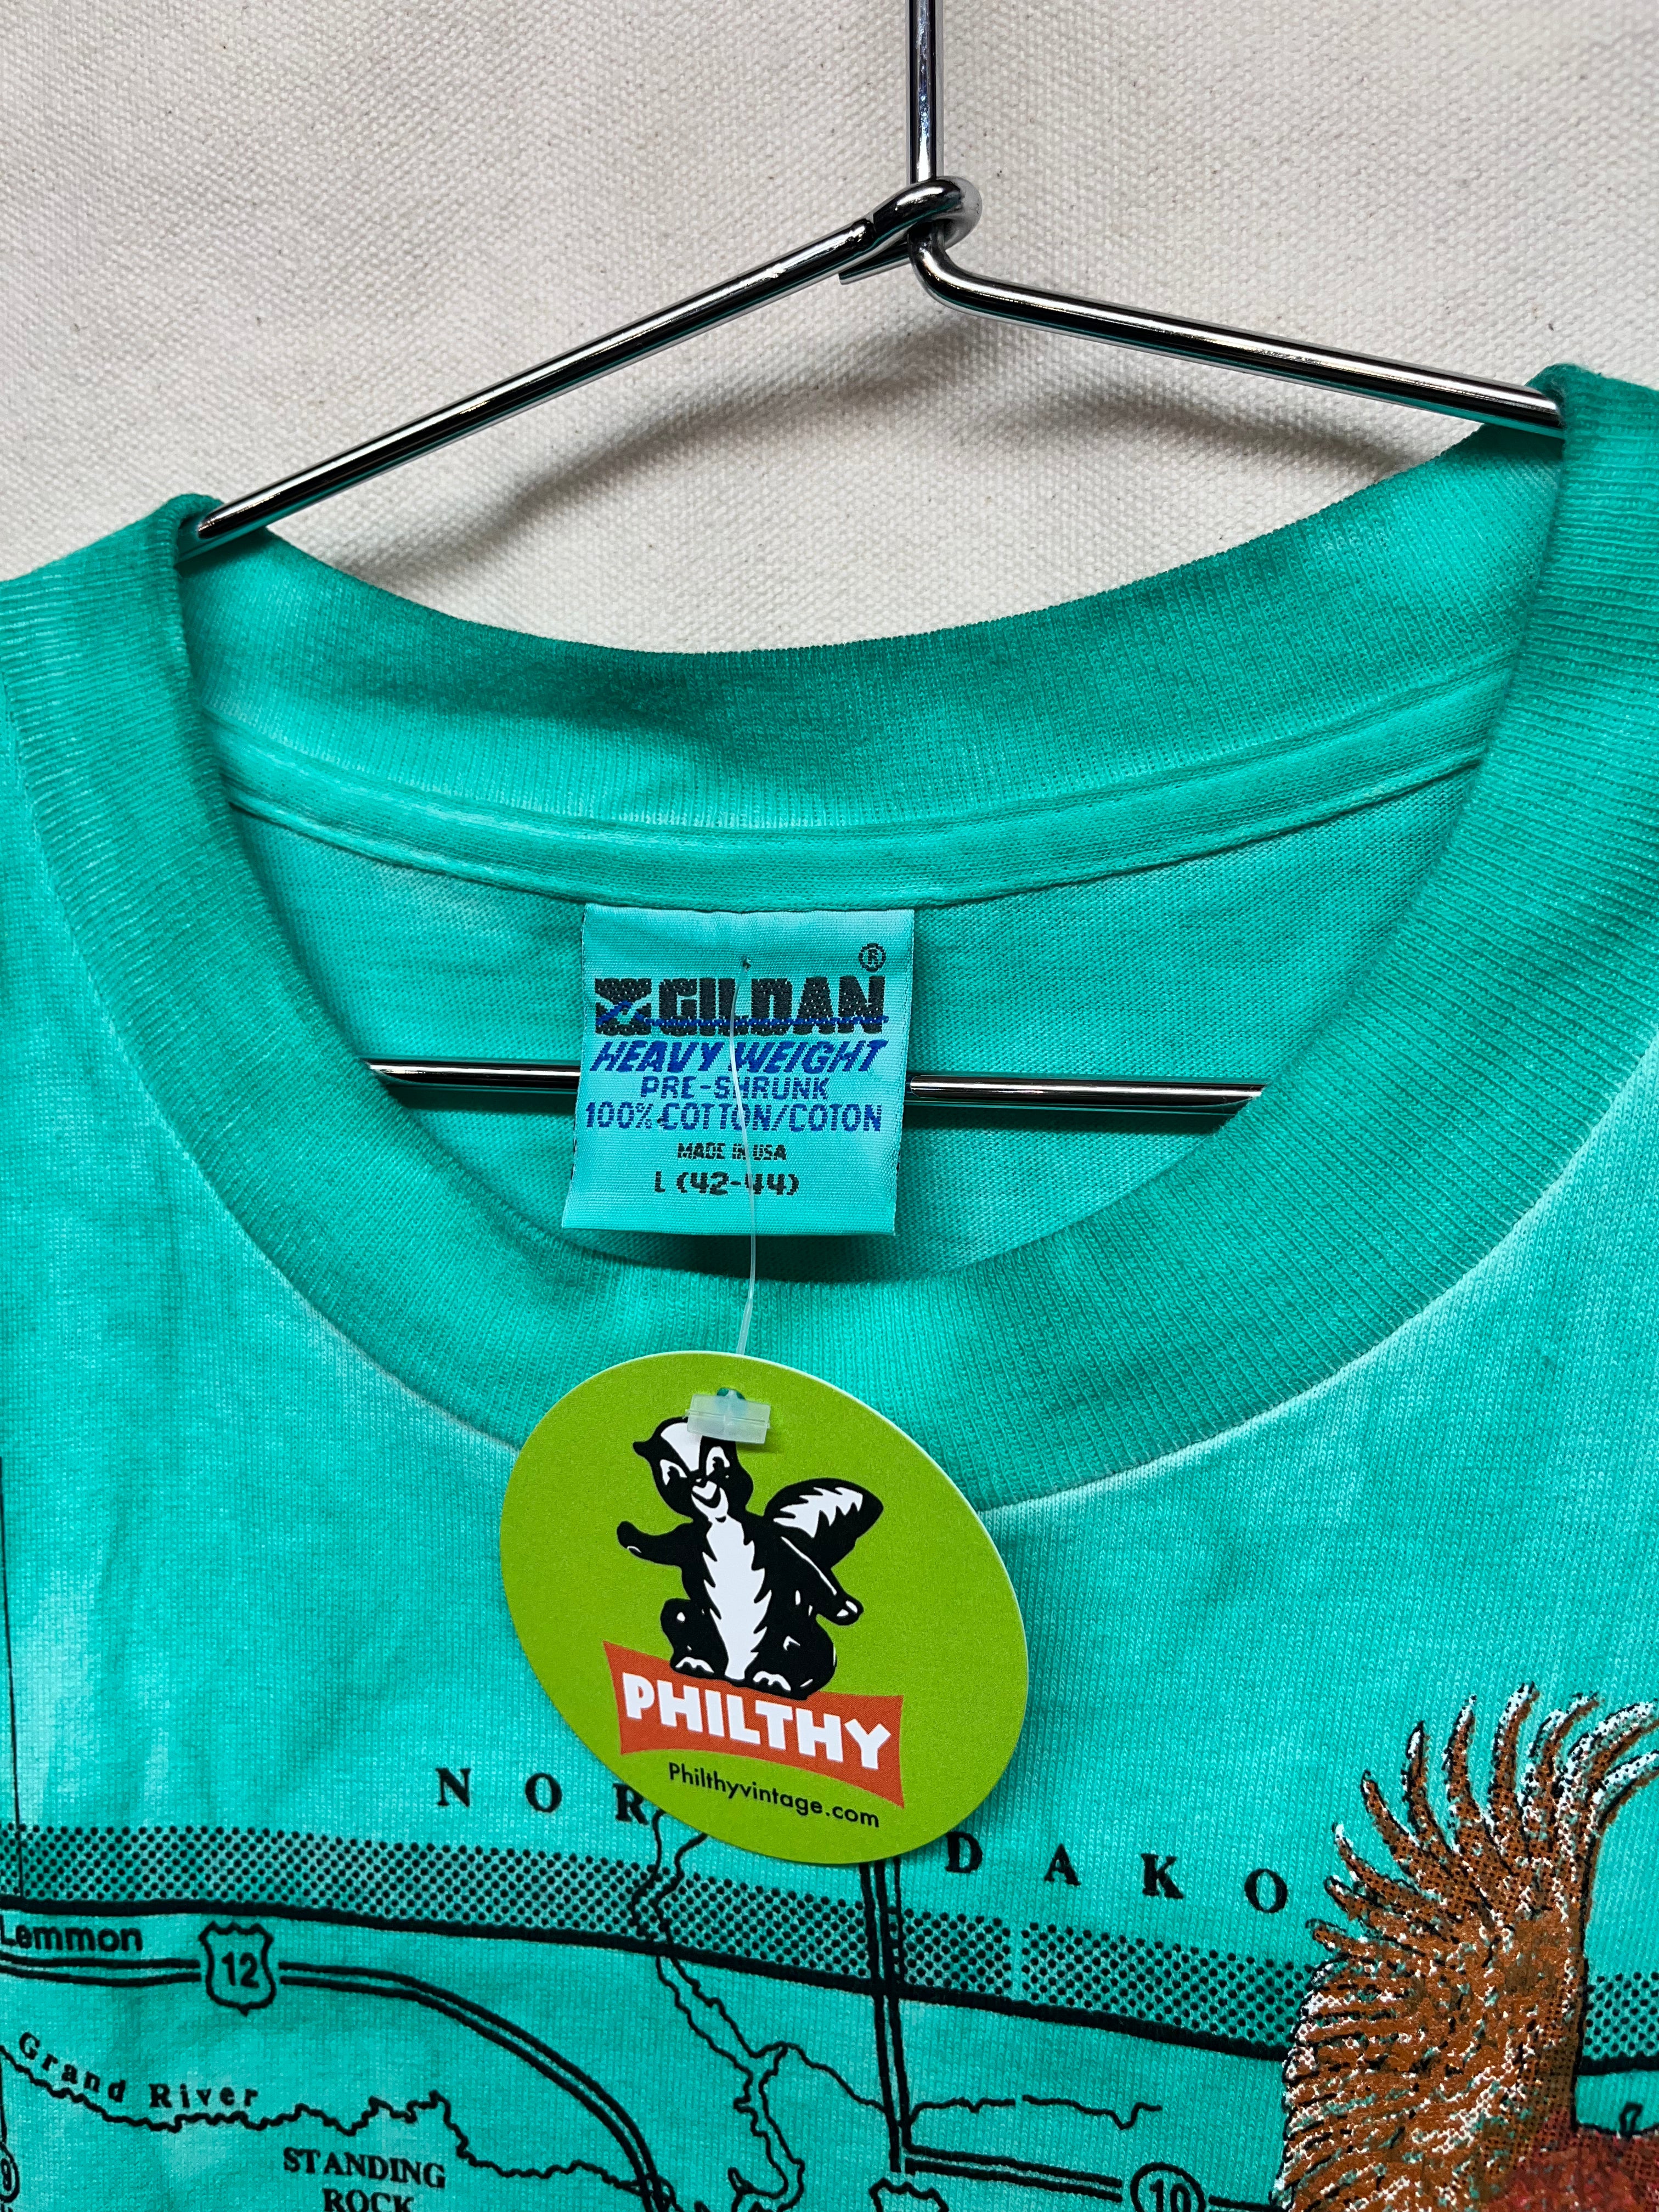 GILDAN®
HEAVY WEIGHT
PRE-SHRUNK
100% COTTON/COTON
MADE IN USA
L (42-44)
PHILTHY
Philthyvintage.com
NOR DAKO
Lemmon
12
Grand River
STANDING
ROCK
10